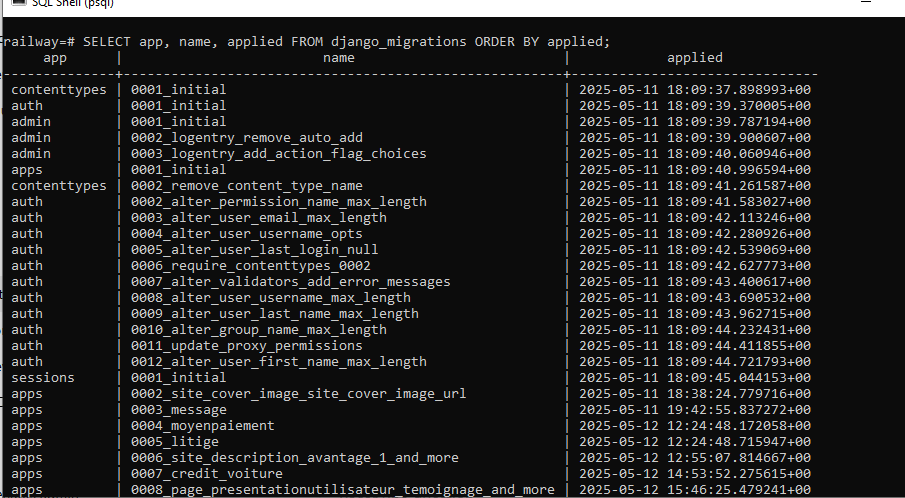 SQL Shell (psql)
railway=# SELECT app, name, applied FROM django_migrations ORDER BY applied;
app | name | applied
--------------+------------------------------------------------------+-------------------------------
contenttypes | 0001_initial | 2025-05-11 18:09:37.898993+00
auth | 0001_initial | 2025-05-11 18:09:39.370005+00
admin | 0001_initial | 2025-05-11 18:09:39.787194+00
admin | 0002_logentry_remove_auto_add | 2025-05-11 18:09:39.900607+00
admin | 0003_logentry_add_action_flag_choices | 2025-05-11 18:09:40.060946+00
apps | 0001_initial | 2025-05-11 18:09:40.996594+00
contenttypes | 0002_remove_content_type_name | 2025-05-11 18:09:41.261587+00
auth | 0002_alter_permission_name_max_length | 2025-05-11 18:09:41.583027+00
auth | 0003_alter_user_email_max_length | 2025-05-11 18:09:42.113246+00
auth | 0004_alter_user_username_opts | 2025-05-11 18:09:42.280926+00
auth | 0005_alter_user_last_login_null | 2025-05-11 18:09:42.539069+00
auth | 0006_require_contenttypes_0002 | 2025-05-11 18:09:42.627773+00
auth | 0007_alter_validators_add_error_messages | 2025-05-11 18:09:43.400617+00
auth | 0008_alter_user_username_max_length | 2025-05-11 18:09:43.690532+00
auth | 0009_alter_user_last_name_max_length | 2025-05-11 18:09:43.962715+00
auth | 0010_alter_group_name_max_length | 2025-05-11 18:09:44.232431+00
auth | 0011_update_proxy_permissions | 2025-05-11 18:09:44.411855+00
auth | 0012_alter_user_first_name_max_length | 2025-05-11 18:09:44.721793+00
sessions | 0001_initial | 2025-05-11 18:09:45.044153+00
apps | 0002_site_cover_image_site_cover_image_url | 2025-05-11 18:38:24.779716+00
apps | 0003_message | 2025-05-11 19:42:55.837272+00
apps | 0004_moyenpaiement | 2025-05-12 12:24:48.172058+00
apps | 0005_litige | 2025-05-12 12:24:48.715947+00
apps | 0006_site_description_avantage_1_and_more | 2025-05-12 12:55:07.814667+00
apps | 0007_credit_voiture | 2025-05-12 14:53:52.275615+00
apps | 0008_page_presentationutilisateur_temoignage_and_more | 2025-05-12 15:46:25.479241+00